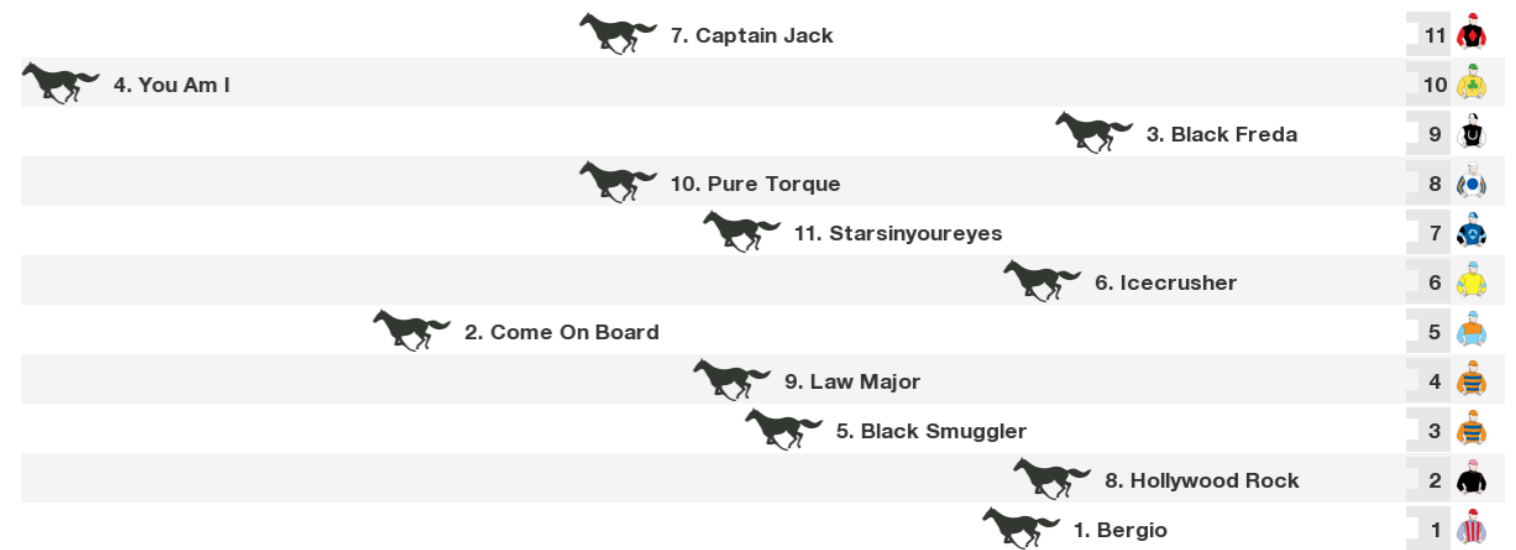 7. Captain Jack 11
4. You Am I 10
3. Black Freda 9
10. Pure Torque 8
11. Starsinyoureyes 7
6. Icecrusher 6
2. Come On Board 5
9. Law Major 4
5. Black Smuggler 3
8. Hollywood Rock 2
1. Bergio 1